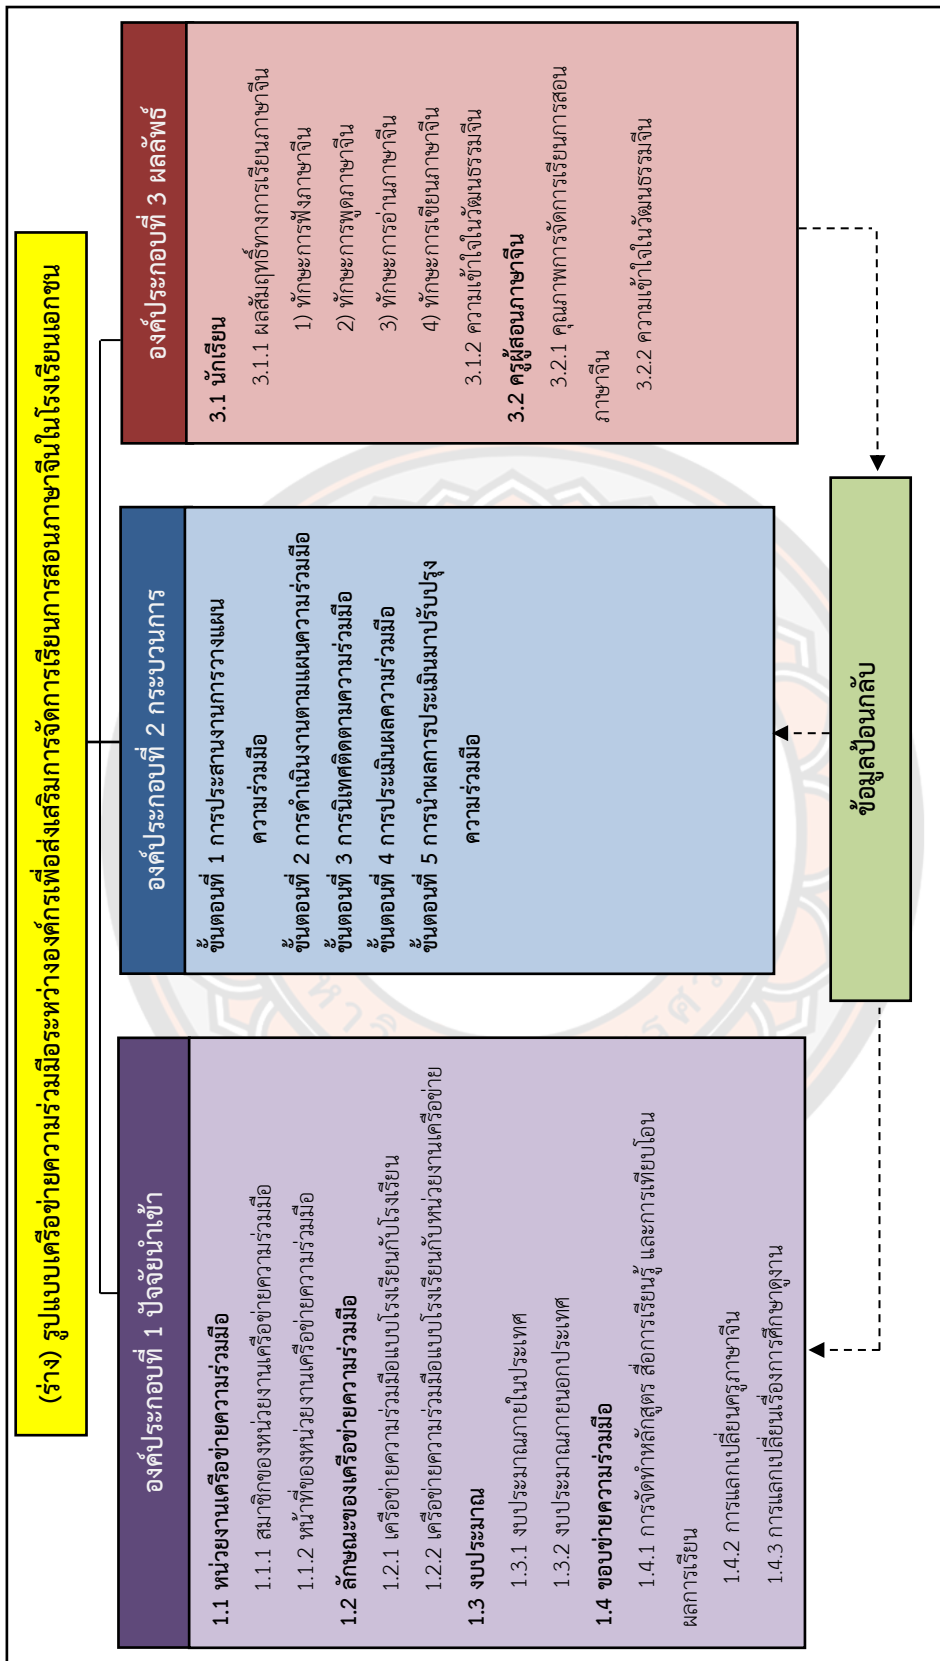 (ร่าง) รูปแบบเครือข่ายความร่วมมือระหว่างองค์กรเพื่อส่งเสริมการจัดการเรียนการสอนภาษาจีนในโรงเรียนเอกชน
องค์ประกอบที่ 1 ปัจจัยนำเข้า
1.1 หน่วยงานเครือข่ายความร่วมมือ
1.1.1 สมาชิกของหน่วยงานเครือข่ายความร่วมมือ
1.1.2 หน้าที่ของหน่วยงานเครือข่ายความร่วมมือ
1.2 ลักษณะของเครือข่ายความร่วมมือ
1.2.1 เครือข่ายความร่วมมือแบบโรงเรียนกับโรงเรียน
1.2.2 เครือข่ายความร่วมมือแบบโรงเรียนกับหน่วยงานเครือข่าย
1.3 งบประมาณ
1.3.1 งบประมาณภายในประเทศ
1.3.2 งบประมาณภายนอกประเทศ
1.4 ขอบข่ายความร่วมมือ
1.4.1 การจัดทำหลักสูตร สื่อการเรียนรู้ และการเทียบโอน
ผลการเรียน
1.4.2 การแลกเปลี่ยนครูภาษาจีน
1.4.3 การแลกเปลี่ยนเรื่องการศึกษาดูงาน
องค์ประกอบที่ 2 กระบวนการ
ขั้นตอนที่ 1 การประสานงานการวางแผน
ความร่วมมือ
ขั้นตอนที่ 2 การดำเนินงานตามแผนความร่วมมือ
ขั้นตอนที่ 3 การนิเทศติดตามความร่วมมือ
ขั้นตอนที่ 4 การประเมินผลความร่วมมือ
ขั้นตอนที่ 5 การนำผลการประเมินมาปรับปรุง
ความร่วมมือ
องค์ประกอบที่ 3 ผลลัพธ์
3.1 นักเรียน
3.1.1 ผลสัมฤทธิ์ทางการเรียนภาษาจีน
1) ทักษะการฟังภาษาจีน
2) ทักษะการพูดภาษาจีน
3) ทักษะการอ่านภาษาจีน
4) ทักษะการเขียนภาษาจีน
3.1.2 ความเข้าใจในวัฒนธรรมจีน
3.2 ครูผู้สอนภาษาจีน
3.2.1 คุณภาพการจัดการเรียนการสอน
ภาษาจีน
3.2.2 ความเข้าใจในวัฒนธรรมจีน
ข้อมูลป้อนกลับ